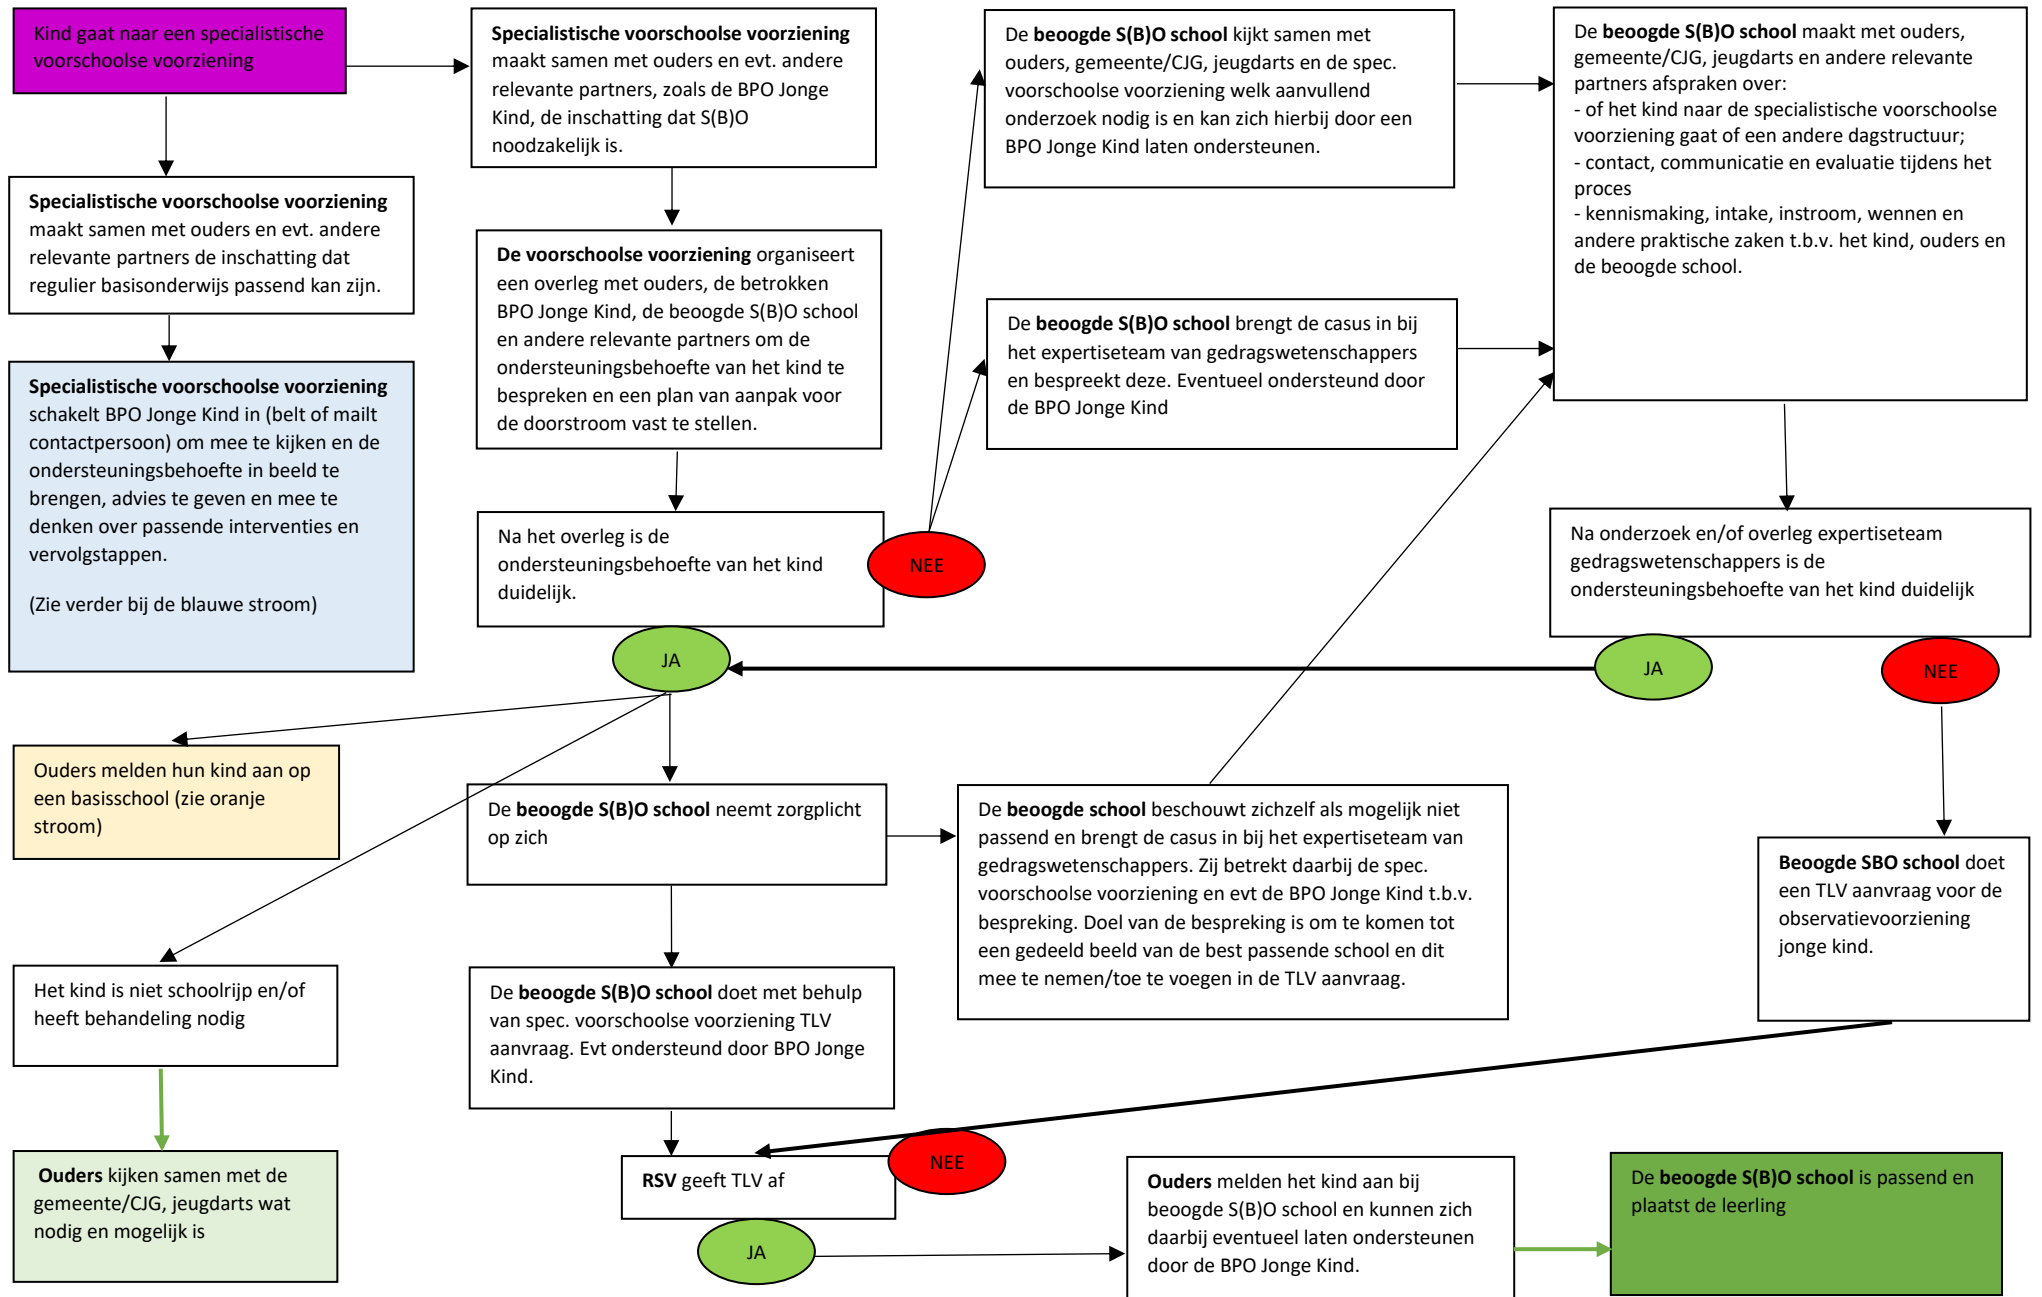 Kind gaat naar een specialistische
voorschoolse voorziening
Specialistische voorschoolse voorziening
maakt samen met ouders en evt. andere
relevante partners de inschatting dat
regulier basisonderwijs passend kan zijn.
Specialistische voorschoolse voorziening
schakelt BPO Jonge Kind in (belt of mailt
contactpersoon) om mee te kijken en de
ondersteuningsbehoefte in beeld te
brengen, advies te geven en mee te
denken over passende interventies en
vervolgstappen.
(Zie verder bij de blauwe stroom)
Specialistische voorschoolse voorziening
maakt samen met ouders en evt. andere
relevante partners, zoals de BPO Jonge
Kind, de inschatting dat S(B)O
noodzakelijk is.
De voorschoolse voorziening organiseert
een overleg met ouders, de betrokken
BPO Jonge Kind, de beoogde S(B)O school
en andere relevante partners om de
ondersteuningsbehoefte van het kind te
bespreken en een plan van aanpak voor
de doorstroom vast te stellen.
Na het overleg is de
ondersteuningsbehoefte van het kind
duidelijk.
NEE
JA
De beoogde S(B)O school kijkt samen met
ouders, gemeente/CJG, jeugdarts en de spec.
voorschoolse voorziening welk aanvullend
onderzoek nodig is en kan zich hierbij door een
BPO Jonge Kind laten ondersteunen.
De beoogde S(B)O school brengt de casus in bij
het expertiseteam van gedragswetenschappers
en bespreekt deze. Eventueel ondersteund door
de BPO Jonge Kind
De beoogde S(B)O school maakt met ouders,
gemeente/CJG, jeugdarts en andere relevante
partners afspraken over:
- of het kind naar de specialistische voorschoolse
voorziening gaat of een andere dagstructuur;
- contact, communicatie en evaluatie tijdens het
proces
- kennismaking, intake, instroom, wennen en
andere praktische zaken t.b.v. het kind, ouders en
de beoogde school.
Na onderzoek en/of overleg expertiseteam
gedragswetenschappers is de
ondersteuningsbehoefte van het kind duidelijk
JA
NEE
Ouders melden hun kind aan op
een basisschool (zie oranje
stroom)
Het kind is niet schoolrijp en/of
heeft behandeling nodig
Ouders kijken samen met de
gemeente/CJG, jeugdarts wat
nodig en mogelijk is
De beoogde S(B)O school neemt zorgplicht
op zich
De beoogde school beschouwt zichzelf als mogelijk niet
passend en brengt de casus in bij het expertiseteam van
gedragswetenschappers. Zij betrekt daarbij de spec.
voorschoolse voorziening en evt de BPO Jonge Kind t.b.v.
bespreking. Doel van de bespreking is om te komen tot
een gedeeld beeld van de best passende school en dit
mee te nemen/toe te voegen in de TLV aanvraag.
Beoogde SBO school doet
een TLV aanvraag voor de
observatievoorziening
jonge kind.
De beoogde S(B)O school doet met behulp
van spec. voorschoolse voorziening TLV
aanvraag. Evt ondersteund door BPO Jonge
Kind.
RSV geeft TLV af
NEE
JA
Ouders melden het kind aan bij
beoogde S(B)O school en kunnen zich
daarbij eventueel laten ondersteunen
door de BPO Jonge Kind.
De beoogde S(B)O school is passend en
plaatst de leerling